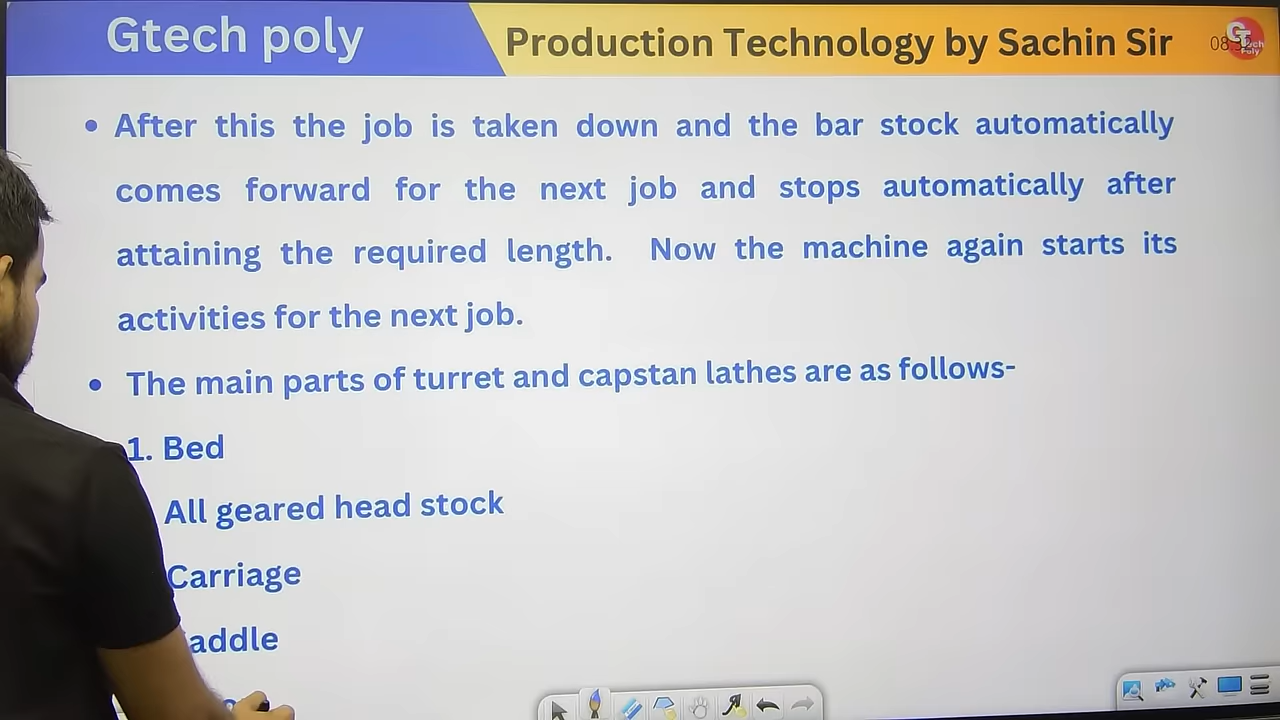 Gtech poly
Production Technology by Sachin Sir
After this the job is taken down and the bar stock automatically
comes forward for the next job and stops automatically after
attaining the required length. Now the machine again starts its
activities for the next job.
The main parts of turret and capstan lathes are as follows-
1. Bed
All geared head stock
Carriage
addle